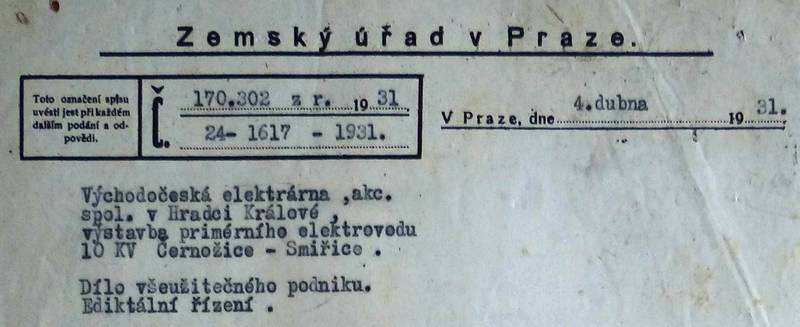 Zemský úřad v Praze.
Toto označení spisu
uvésti jest při každém
dalším podání a od-
povědi.
Č. 170.302 z r. 1931
24- 1617 - 1931.
V Praze, dne 4.dubna 1931.
Východočeská elektrárna ,akc.
spol. v Hradci Králové ,
výstavba primérního elektrovodu
10 KV Černožice - Smiřice .
Dílo všeužitečného podniku.
Ediktální řízení .